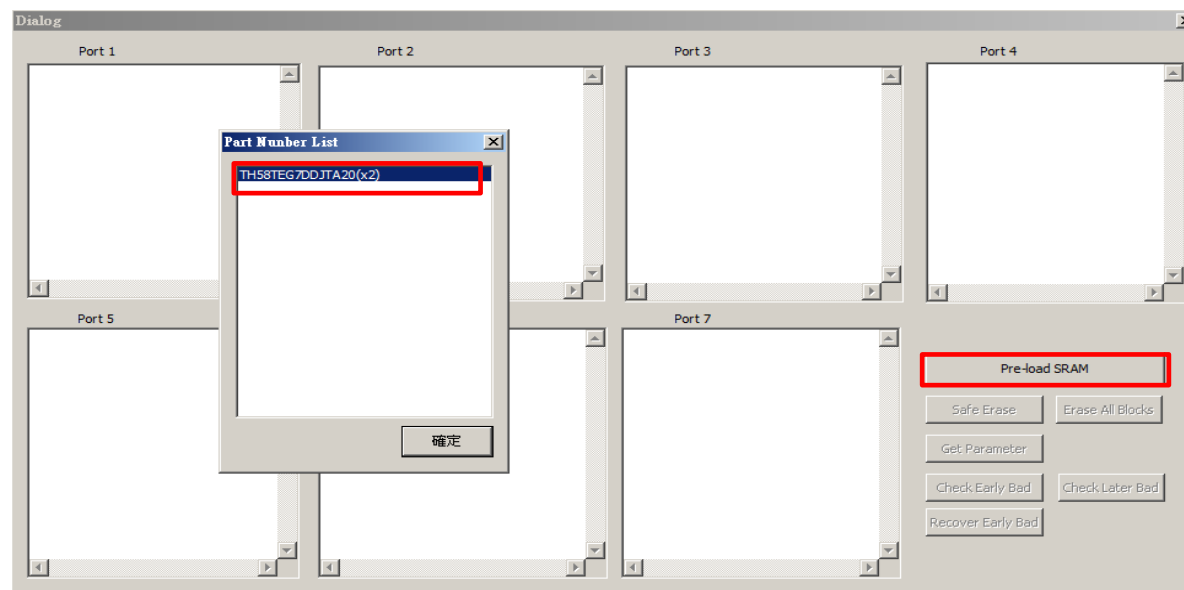 Dialog
Port 1
Port 2
Port 3
Port 4
Part Nunber List
TH58TEG7DDJTA20(x2)
確定
Port 5
Port 7
Pre-load SRAM
Safe Erase
Erase All Blocks
Get Parameter
Check Early Bad
Check Later Bad
Recover Early Bad